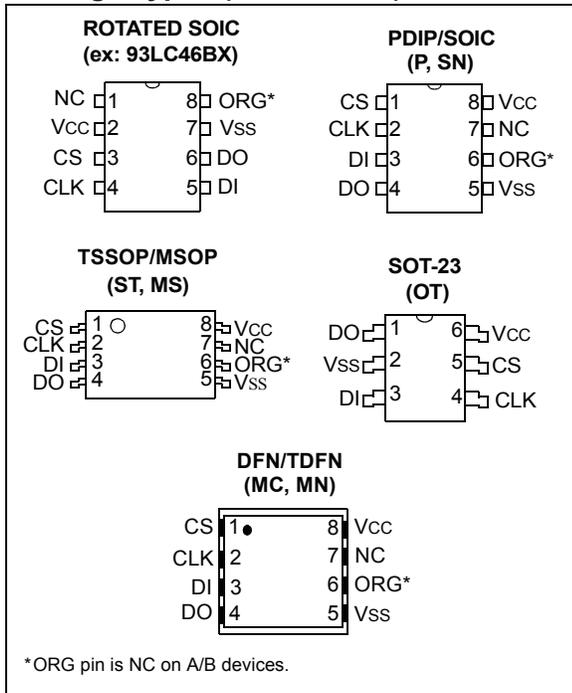 ROTATED SOIC
(ex: 93LC46BX)
NC 1 8 ORG*
VCC 2 7 VSS
CS 3 6 DO
CLK 4 5 DI
PDIP/SOIC
(P, SN)
CS 1 8 VCC
CLK 2 7 NC
DI 3 6 ORG*
DO 4 5 VSS
TSSOP/MSOP
(ST, MS)
CS 1 8 VCC
CLK 2 7 NC
DI 3 6 ORG*
DO 4 5 VSS
SOT-23
(OT)
DO 1 6 VCC
VSS 2 5 CS
DI 3 4 CLK
DFN/TDFN
(MC, MN)
CS 1 8 VCC
CLK 2 7 NC
DI 3 6 ORG*
DO 4 5 VSS
*ORG pin is NC on A/B devices.